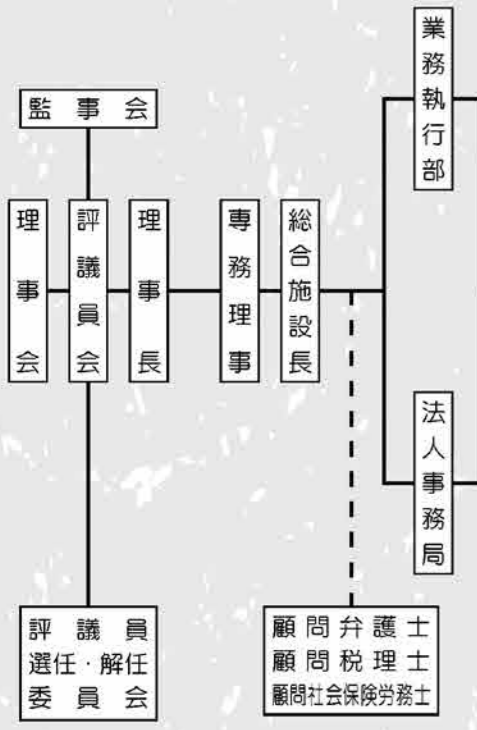 監事会
理事会
評議員会
理事長
専務理事
総合施設長
業務執行部
法人事務局
評議員
選任・解任
委員会
顧問弁護士
顧問税理士
顧問社会保険労務士